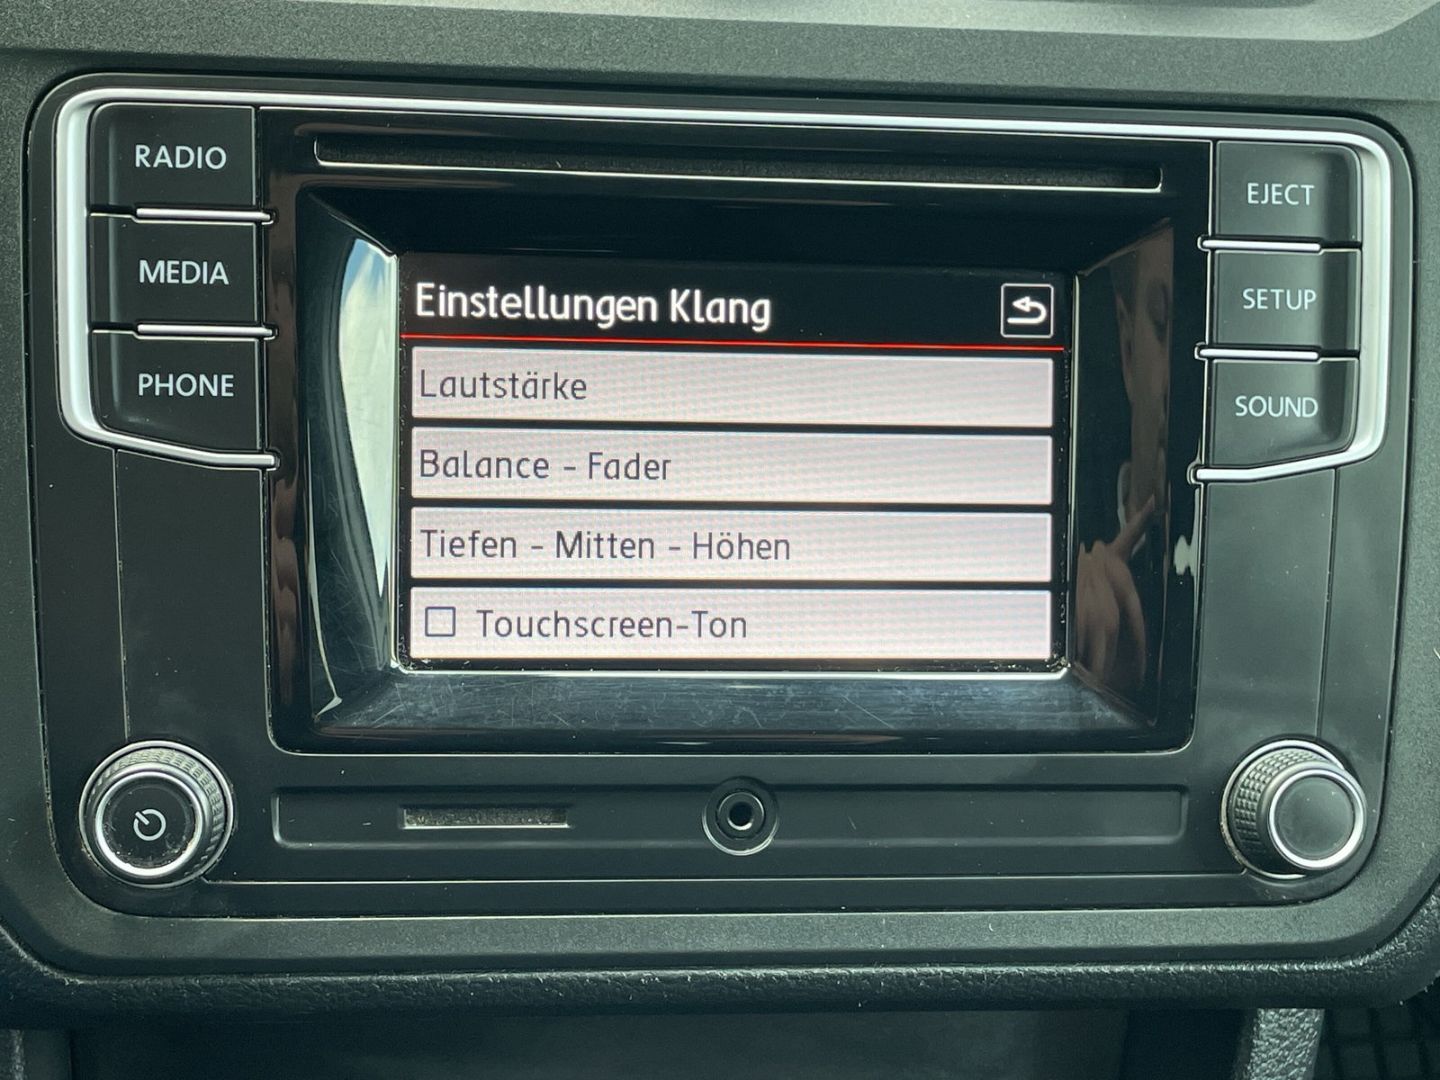 RADIO
MEDIA
PHONE
Einstellungen Klang
Lautstärke
Balance - Fader
Tiefen - Mitten - Höhen
Touchscreen-Ton
EJECT
SETUP
SOUND